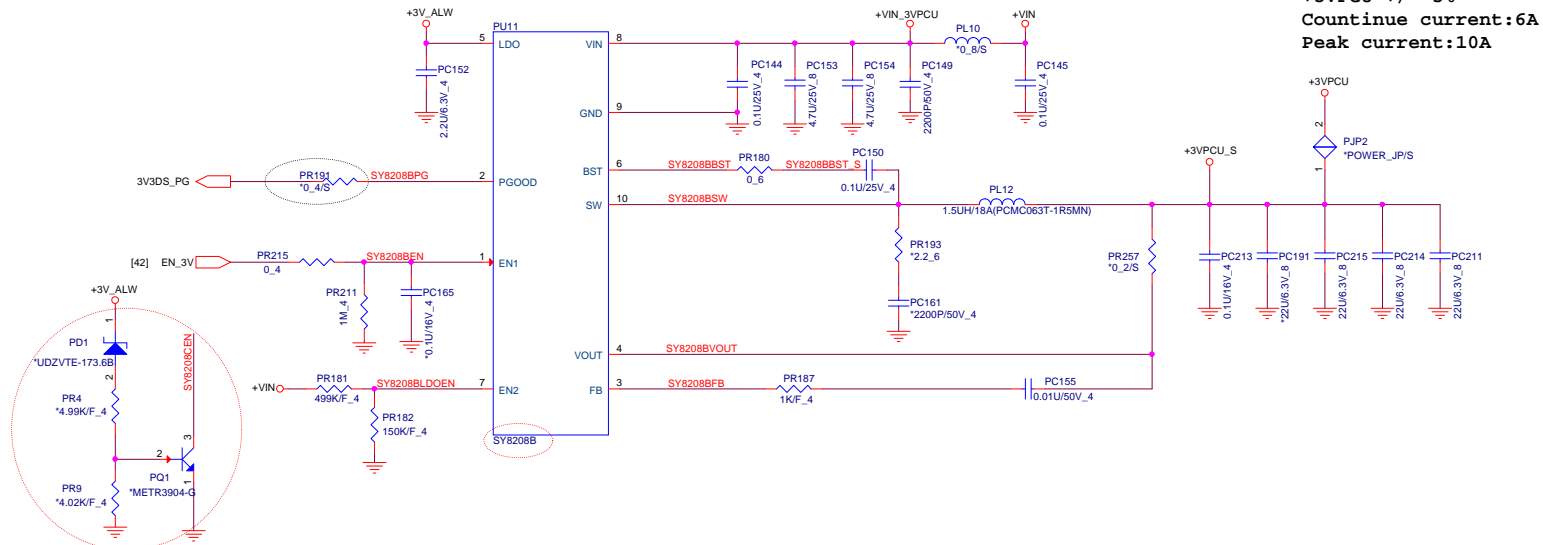 Countinue current:6A
Peak current:10A
+3V_ALW
PU11
5
LDO
PC152
2.2U/6.3V_4
+VIN_3VPCU
PL10
*0_8/S
+VIN
VIN
8
PC144
0.1U/25V_4
PC153
4.7U/25V_8
PC154
4.7U/25V_8
PC149
2200P/50V_4
PC145
0.1U/25V_4
GND
9
+3VPCU
2
PJP2
*POWER_JP/S
1
3V3DS_PG
PR191
*0_4/S
SY8208BPG
2
PGOOD
BST
6
SY8208BBST
PR180
0_6
SY8208BBST_S
PC150
0.1U/25V_4
+3VPCU_S
SW
10
SY8208BSW
PL12
1.5UH/18A(PCMC063T-1R5MN)
PR193
*2.2_6
PC161
*2200P/50V_4
PR257
*0_2/S
PC213
0.1U/16V_4
PC191
*22U/6.3V_8
PC215
22U/6.3V_8
PC214
22U/6.3V_8
PC211
22U/6.3V_8
[42]
EN_3V
PR215
0_4
SY8208BEN
1
EN1
PR211
1M_4
PC165
*0.1U/16V_4
+3V_ALW
1
PD1
*UDZVTE-173.6B
2
SY8208CEN
PR4
*4.99K/F_4
2
3
1
PQ1
*METR3904-G
PR9
*4.02K/F_4
+VIN
PR181
499K/F_4
SY8208BLDOEN
7
EN2
PR182
150K/F_4
SY8208B
VOUT
4
SY8208BVOUT
FB
3
SY8208BFB
PR187
1K/F_4
PC155
0.01U/50V_4